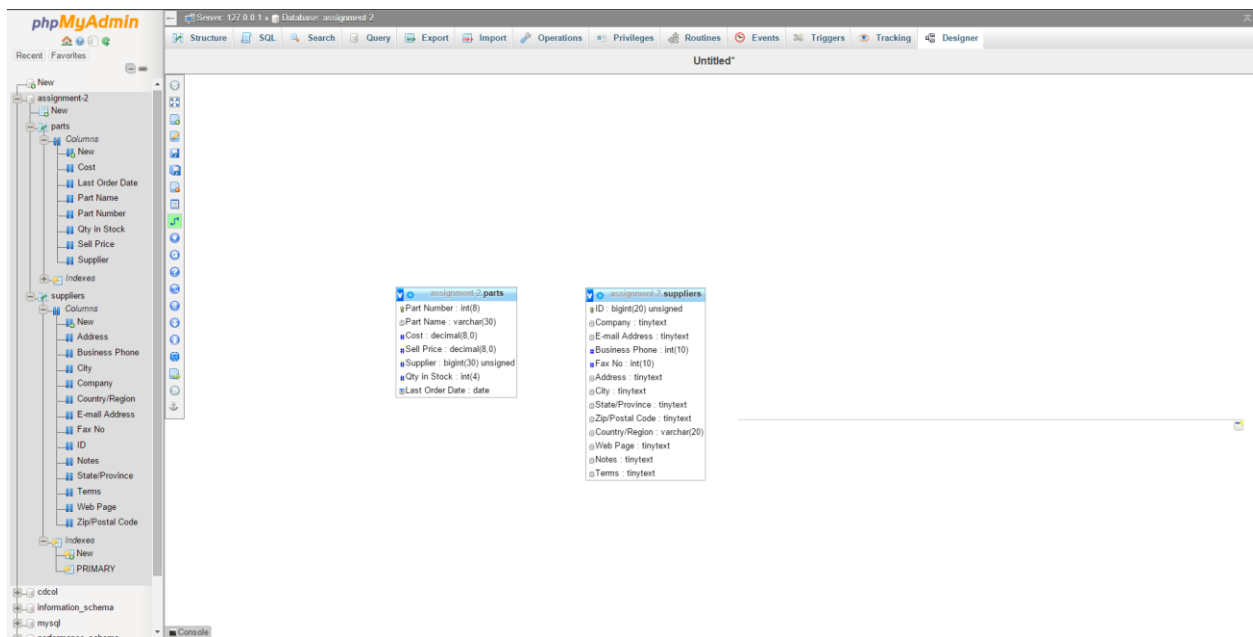 phpMyAdmin
Recent Favorites
New
assignment-2
New
parts
Columns
New
Cost
Last Order Date
Part Name
Part Number
Qty in Stock
Sell Price
Supplier
Indexes
suppliers
Columns
New
Address
Business Phone
City
Company
Country/Region
E-mail Address
Fax No
ID
Notes
State/Province
Terms
Web Page
Zip/Postal Code
Indexes
New
PRIMARY
cdcol
information_schema
mysql
performance_schema
Server: 127.0.0.1 » Database: assignment-2
Structure SQL Search Query Export Import Operations Privileges Routines Events Triggers Tracking Designer
Untitled*
assignment-2.parts
Part Number : int(8)
Part Name : varchar(30)
Cost : decimal(8,0)
Sell Price : decimal(8,0)
Supplier : bigint(30) unsigned
Qty in Stock : int(4)
Last Order Date : date
assignment-2.suppliers
ID : bigint(20) unsigned
Company : tinytext
E-mail Address : tinytext
Business Phone : int(10)
Fax No : int(10)
Address : tinytext
City : tinytext
State/Province : tinytext
Zip/Postal Code : tinytext
Country/Region : varchar(20)
Web Page : tinytext
Notes : tinytext
Terms : tinytext
Console